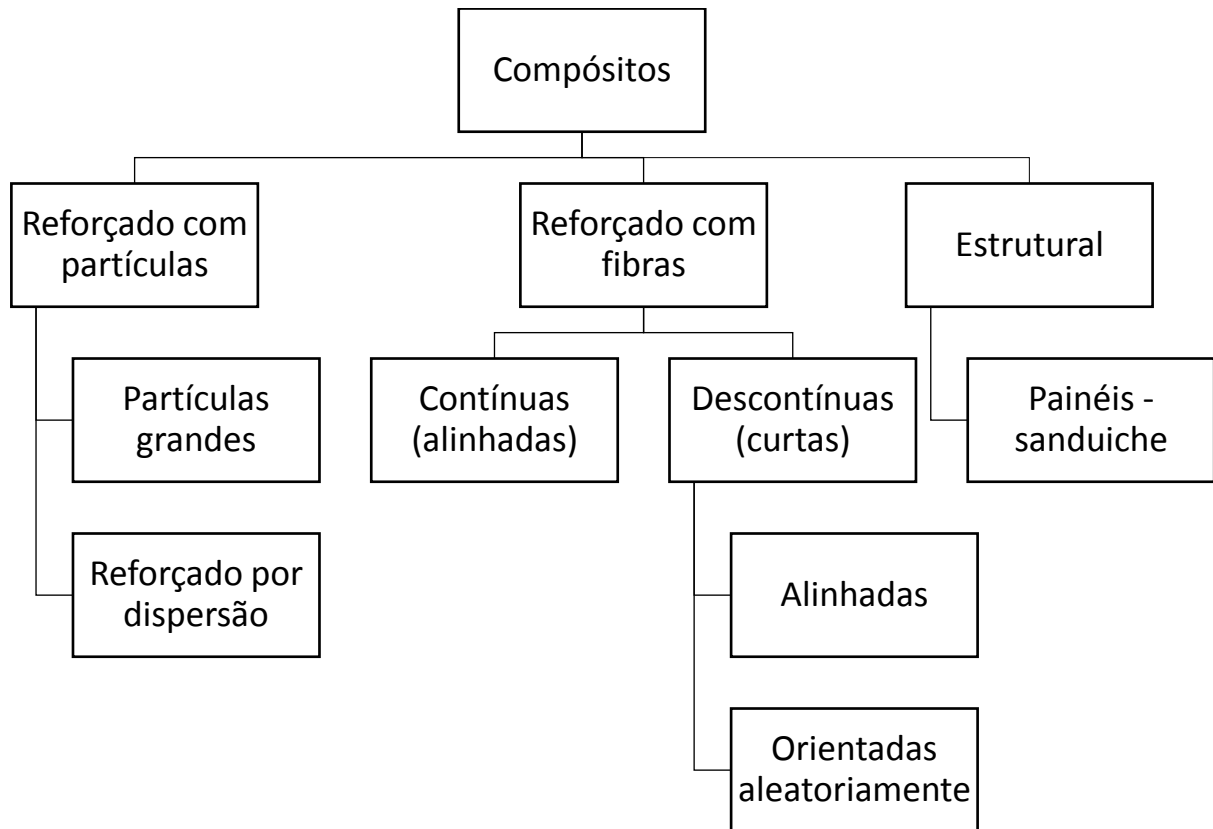 Compósitos
Reforçado com
partículas
Reforçado com
fibras
Estrutural
Partículas
grandes
Contínuas
(alinhadas)
Descontínuas
(curtas)
Painéis -
sanduiche
Reforçado por
dispersão
Alinhadas
Orientadas
aleatoriamente